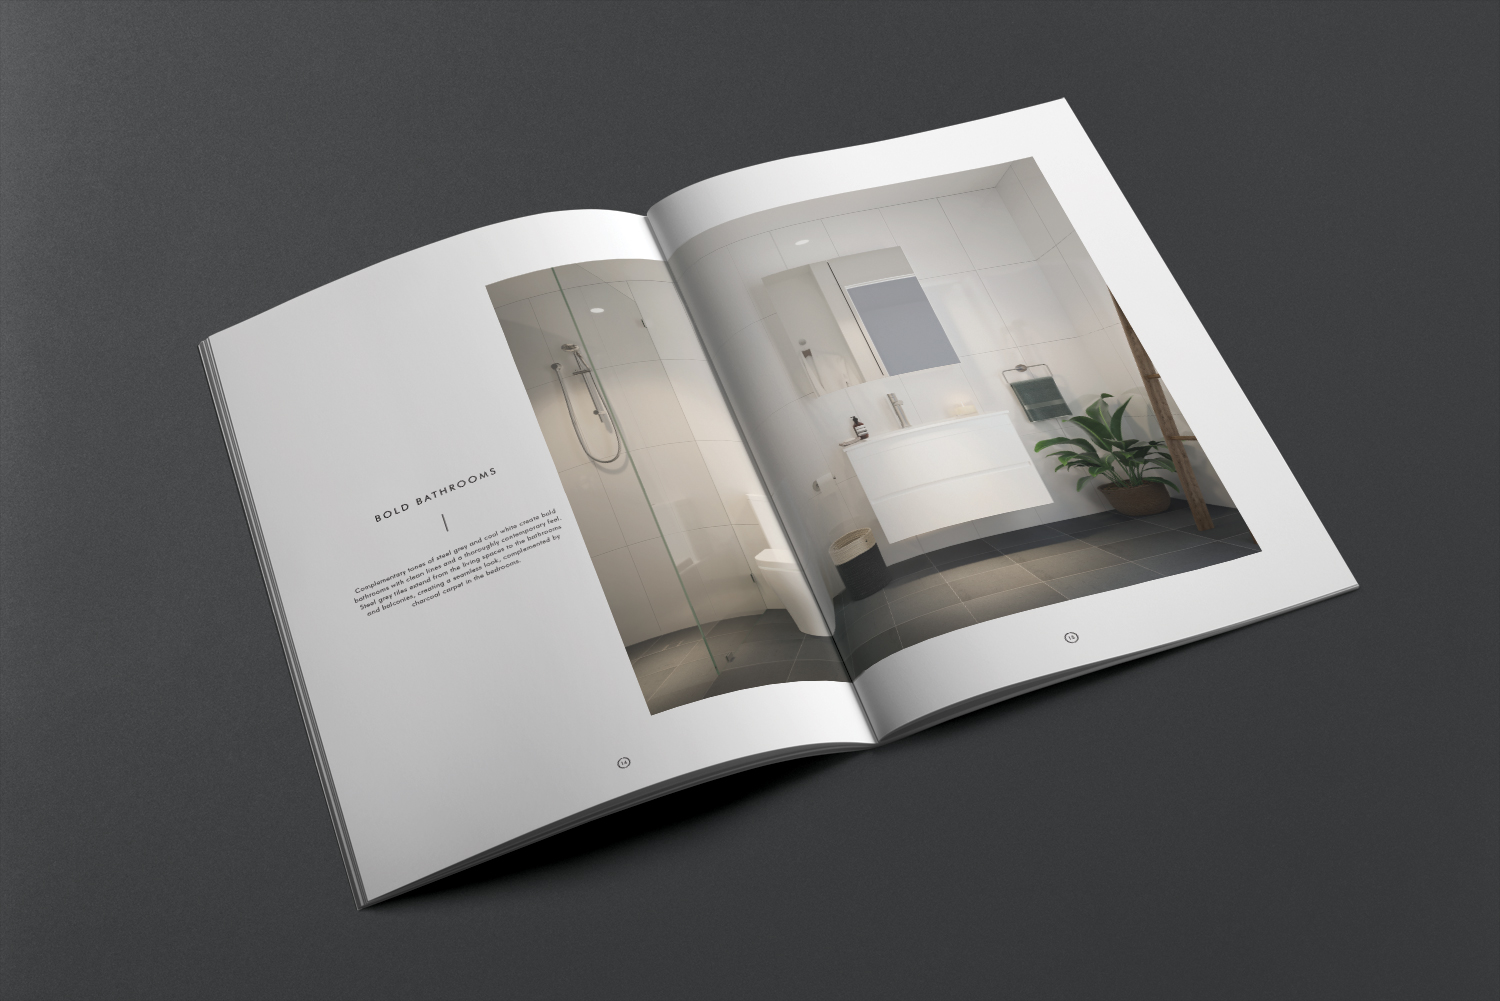 BOLD BATHROOMS
Complementary tones of steel grey and cool white create bold
bathrooms with clean lines and a thoroughly contemporary feel.
Steel grey tiles extend from the living spaces to the bathrooms
and balconies, creating a seamless look, complemented by
charcoal carpet in the bedrooms.
14
15